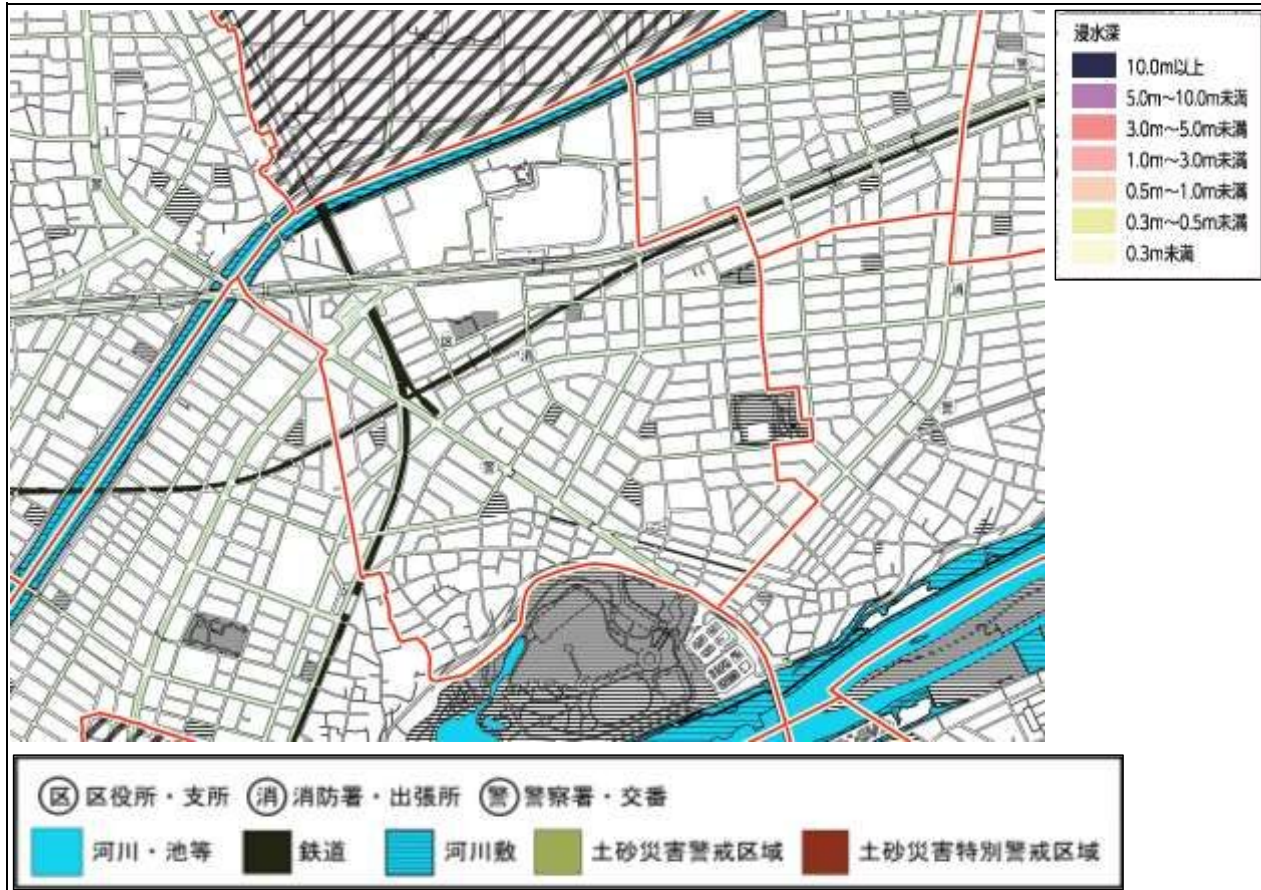 浸水深
10.0m以上
5.0m~10.0m未満
3.0m~5.0m未満
1.0m~3.0m未満
0.5m~1.0m未満
0.3m~0.5m未満
0.3m未満
警
警
警
区
消
消
警
警
区 区役所・支所 消 消防署・出張所 警 警察署・交番
河川・池等 鉄道 河川敷 土砂災害警戒区域 土砂災害特別警戒区域